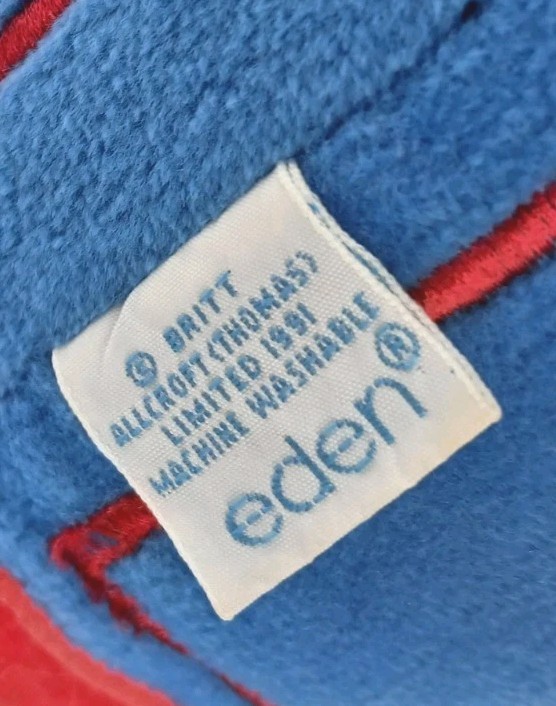 © BRITT
ALLCROFT (THOMAS)
LIMITED 1991
MACHINE WASHABLE
eden®